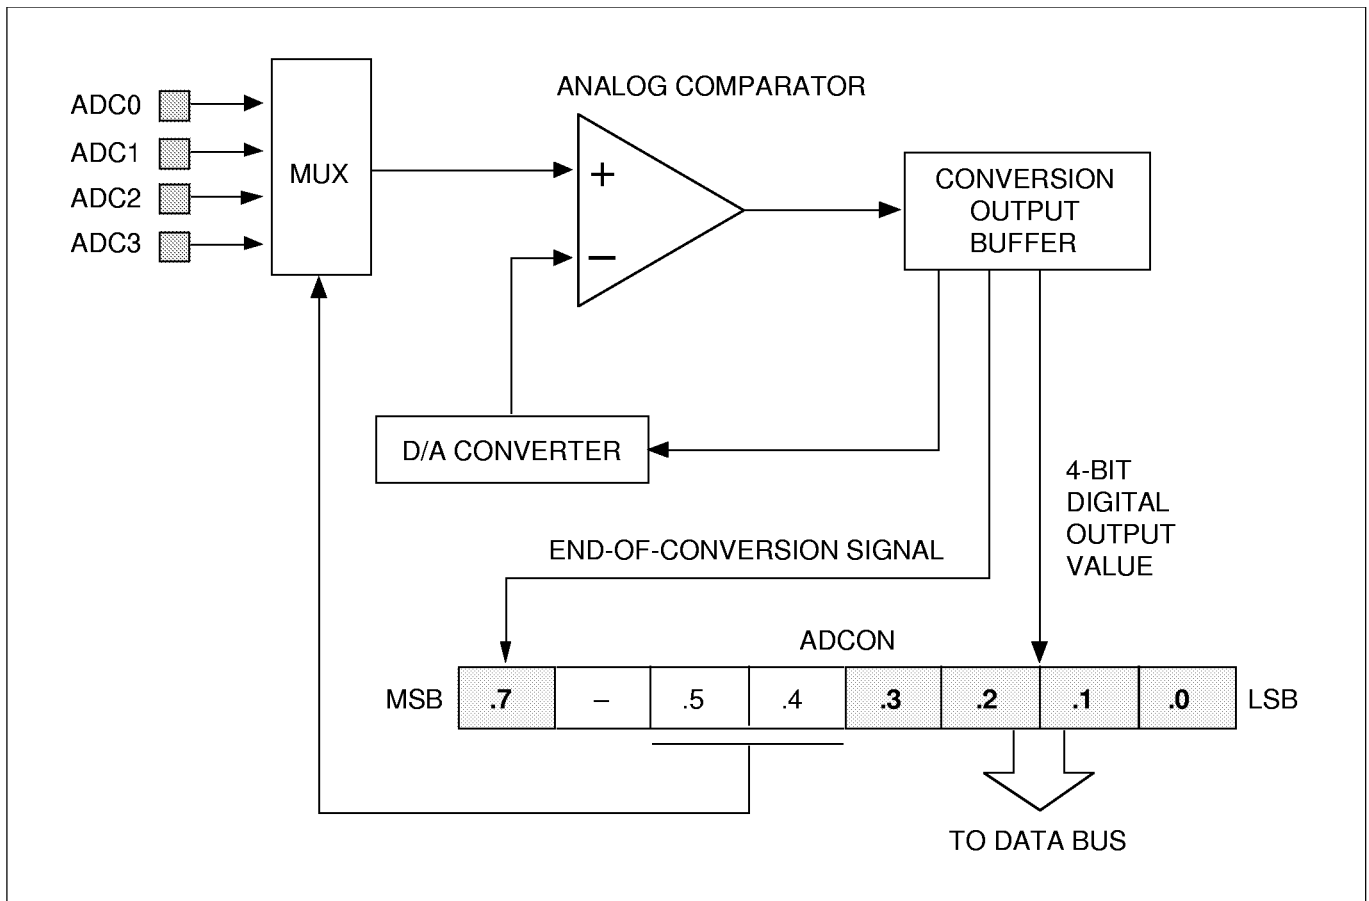 ANALOG COMPARATOR
ADC0
ADC1
ADC2
ADC3
MUX
+
–
CONVERSION
OUTPUT
BUFFER
D/A CONVERTER
4-BIT
DIGITAL
OUTPUT
VALUE
END-OF-CONVERSION SIGNAL
ADCON
MSB .7 – .5 .4 .3 .2 .1 .0 LSB
TO DATA BUS